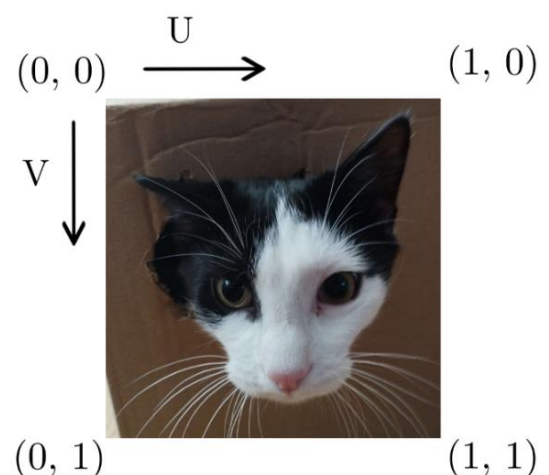 U
(0, 0) (1, 0)
V
(0, 1) (1, 1)